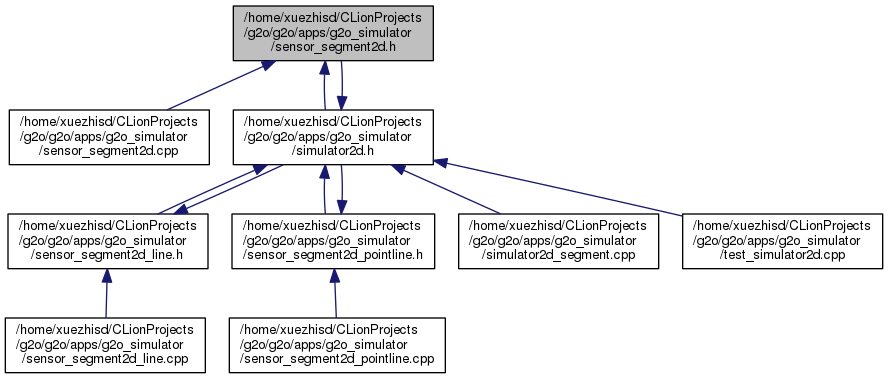 /home/xuezhisd/CLionProjects
/g2o/g2o/apps/g2o_simulator
/sensor_segment2d.h
/home/xuezhisd/CLionProjects
/g2o/g2o/apps/g2o_simulator
/sensor_segment2d.cpp
/home/xuezhisd/CLionProjects
/g2o/g2o/apps/g2o_simulator
/simulator2d.h
/home/xuezhisd/CLionProjects
/g2o/g2o/apps/g2o_simulator
/sensor_segment2d_line.h
/home/xuezhisd/CLionProjects
/g2o/g2o/apps/g2o_simulator
/sensor_segment2d_pointline.h
/home/xuezhisd/CLionProjects
/g2o/g2o/apps/g2o_simulator
/simulator2d_segment.cpp
/home/xuezhisd/CLionProjects
/g2o/g2o/apps/g2o_simulator
/test_simulator2d.cpp
/home/xuezhisd/CLionProjects
/g2o/g2o/apps/g2o_simulator
/sensor_segment2d_line.cpp
/home/xuezhisd/CLionProjects
/g2o/g2o/apps/g2o_simulator
/sensor_segment2d_pointline.cpp